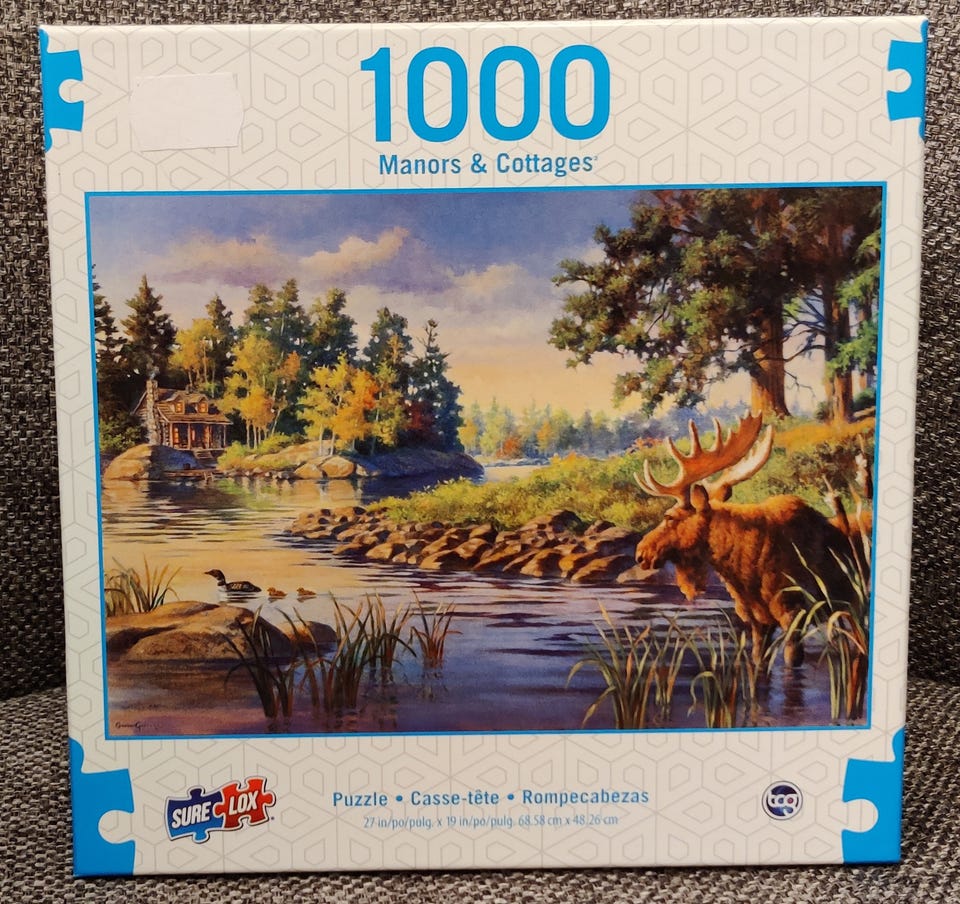 1000
Manors & Cottages
SURE LOX
Puzzle • Casse-tête • Rompecabezas
27 in/po/pulg. x 19 in/po/pulg. 68.58 cm x 48.26 cm
tcg